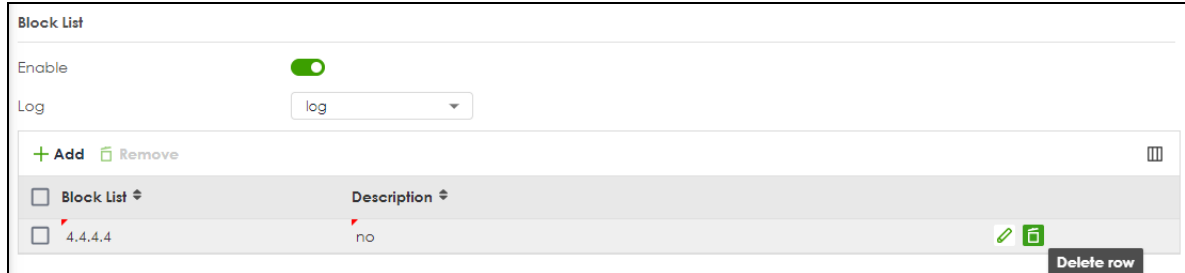 Block List
Enable
Log log
Add Remove
Block List Description
4.4.4.4 no
Delete row